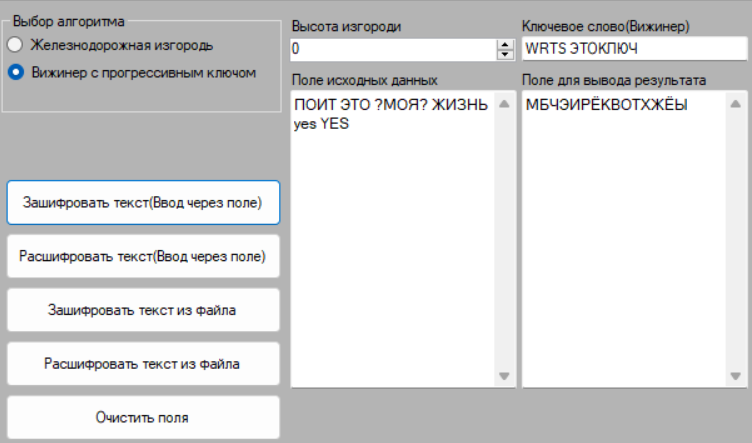 Выбор алгоритма
Железнодорожная изгородь
Вижинер с прогрессивным ключом
Зашифровать текст(Ввод через поле)
Расшифровать текст(Ввод через поле)
Зашифровать текст из файла
Расшифровать текст из файла
Очистить поля
Высота изгороди
0
Поле исходных данных
ПОИТ ЭТО ?МОЯ? ЖИЗНЬ
yes YES
Ключевое слово(Вижинер)
WRTS ЭТОКЛЮЧ
Поле для вывода результата
МБЧЭИРЁКВОТХЖЁЫ